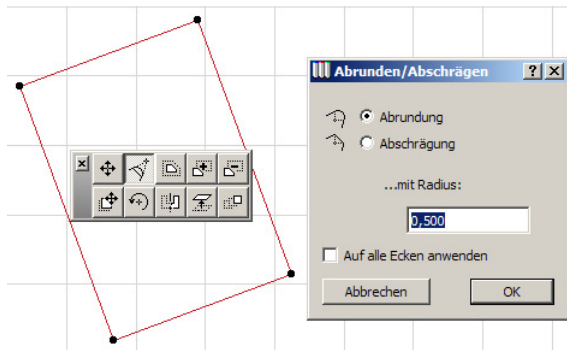 Abrunden/Abschrägen
Abrundung
Abschrägung
...mit Radius:
0,500
Auf alle Ecken anwenden
Abbrechen
OK